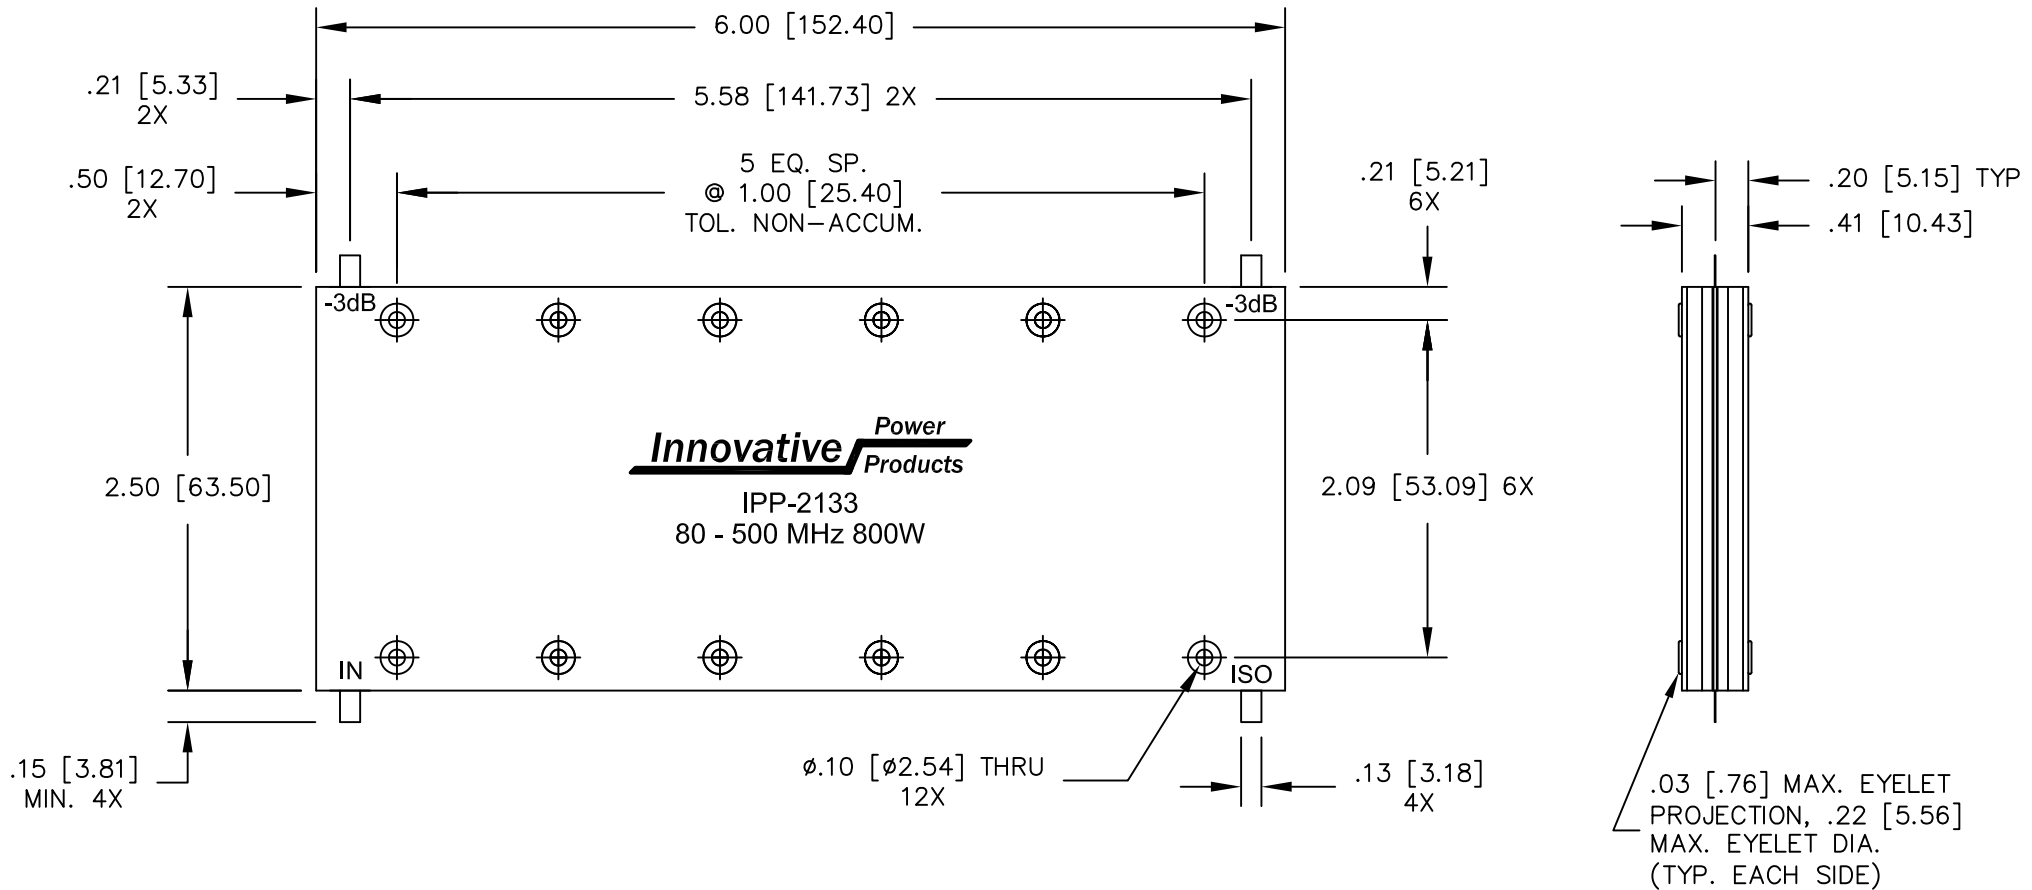 6.00 [152.40]
.21 [5.33]
2X
5.58 [141.73] 2X
.50 [12.70]
2X
5 EQ. SP.
@ 1.00 [25.40]
TOL. NON-ACCUM.
.21 [5.21]
6X
.20 [5.15] TYP
.41 [10.43]
-3dB
-3dB
2.50 [63.50]
Innovative Power
Products
IPP-2133
80 - 500 MHz 800W
2.09 [53.09] 6X
IN
ISO
.15 [3.81]
MIN. 4X
ø.10 [ø2.54] THRU
12X
.13 [3.18]
4X
.03 [.76] MAX. EYELET
PROJECTION, .22 [5.56]
MAX. EYELET DIA.
(TYP. EACH SIDE)